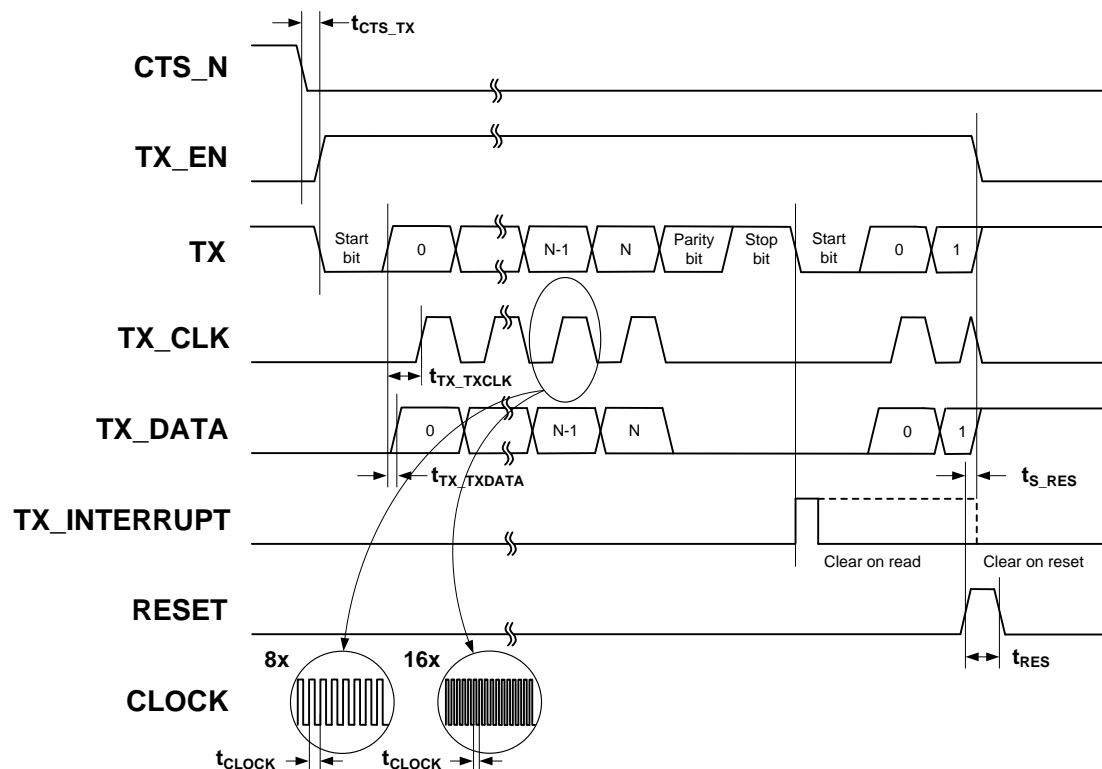 tCTS_TX
CTS_N
TX_EN
TX
Start bit
0
N-1
N
Parity bit
Stop bit
Start bit
0
1
TX_CLK
tTX_TXCLK
TX_DATA
0
N-1
N
0
1
tTX_TXDATA
tS_RES
TX_INTERRUPT
Clear on read
Clear on reset
RESET
tRES
8x
16x
CLOCK
tCLOCK
tCLOCK